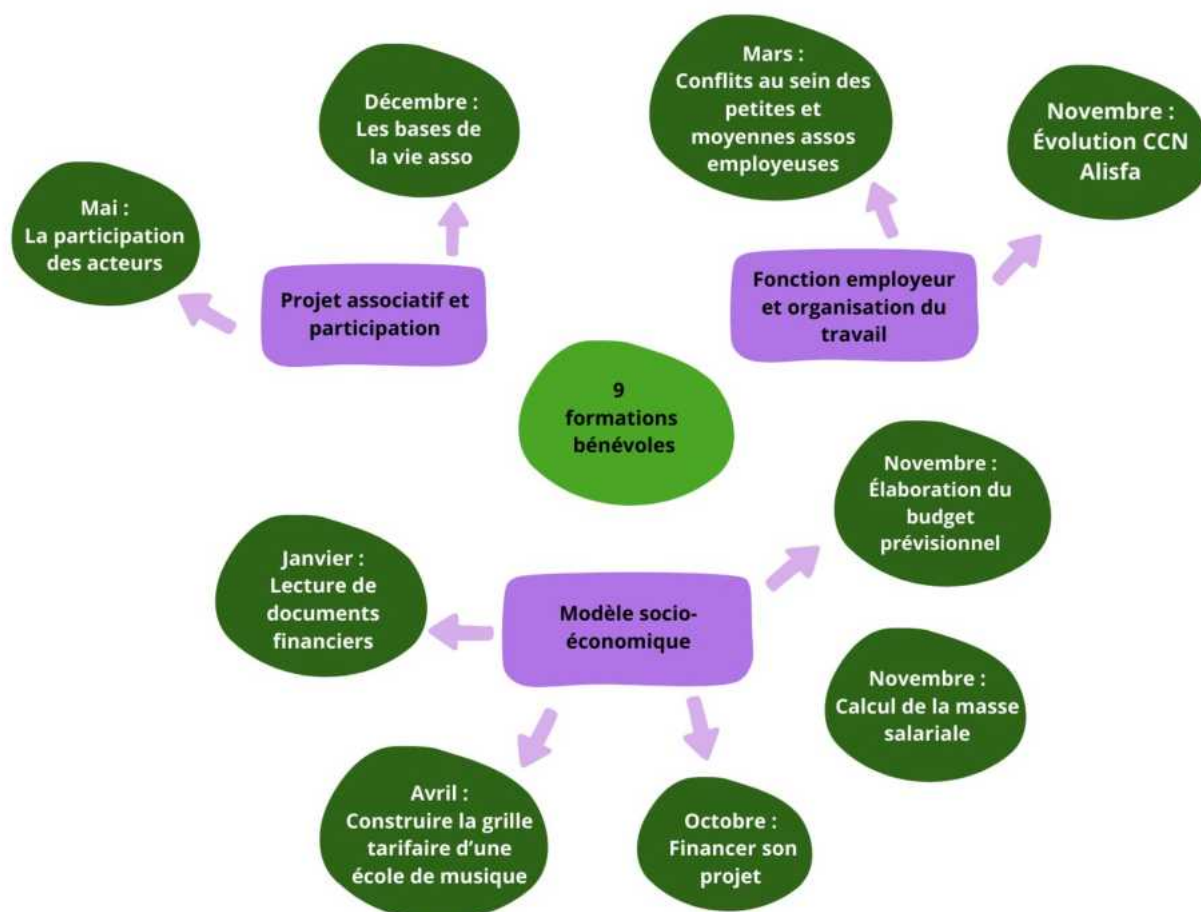 Décembre :
Les bases de
la vie asso
Mars :
Conflits au sein des
petites et
moyennes assos
employeuses
Novembre :
Évolution CCN
Alisfa
Mai :
La participation
des acteurs
Projet associatif et
participation
Fonction employeur
et organisation du
travail
9
formations
bénévoles
Novembre :
Élaboration du
budget
prévisionnel
Janvier :
Lecture de
documents
financiers
Modèle socio-
économique
Novembre :
Calcul de la masse
salariale
Avril :
Construire la grille
tarifaire d’une
école de musique
Octobre :
Financer son
projet